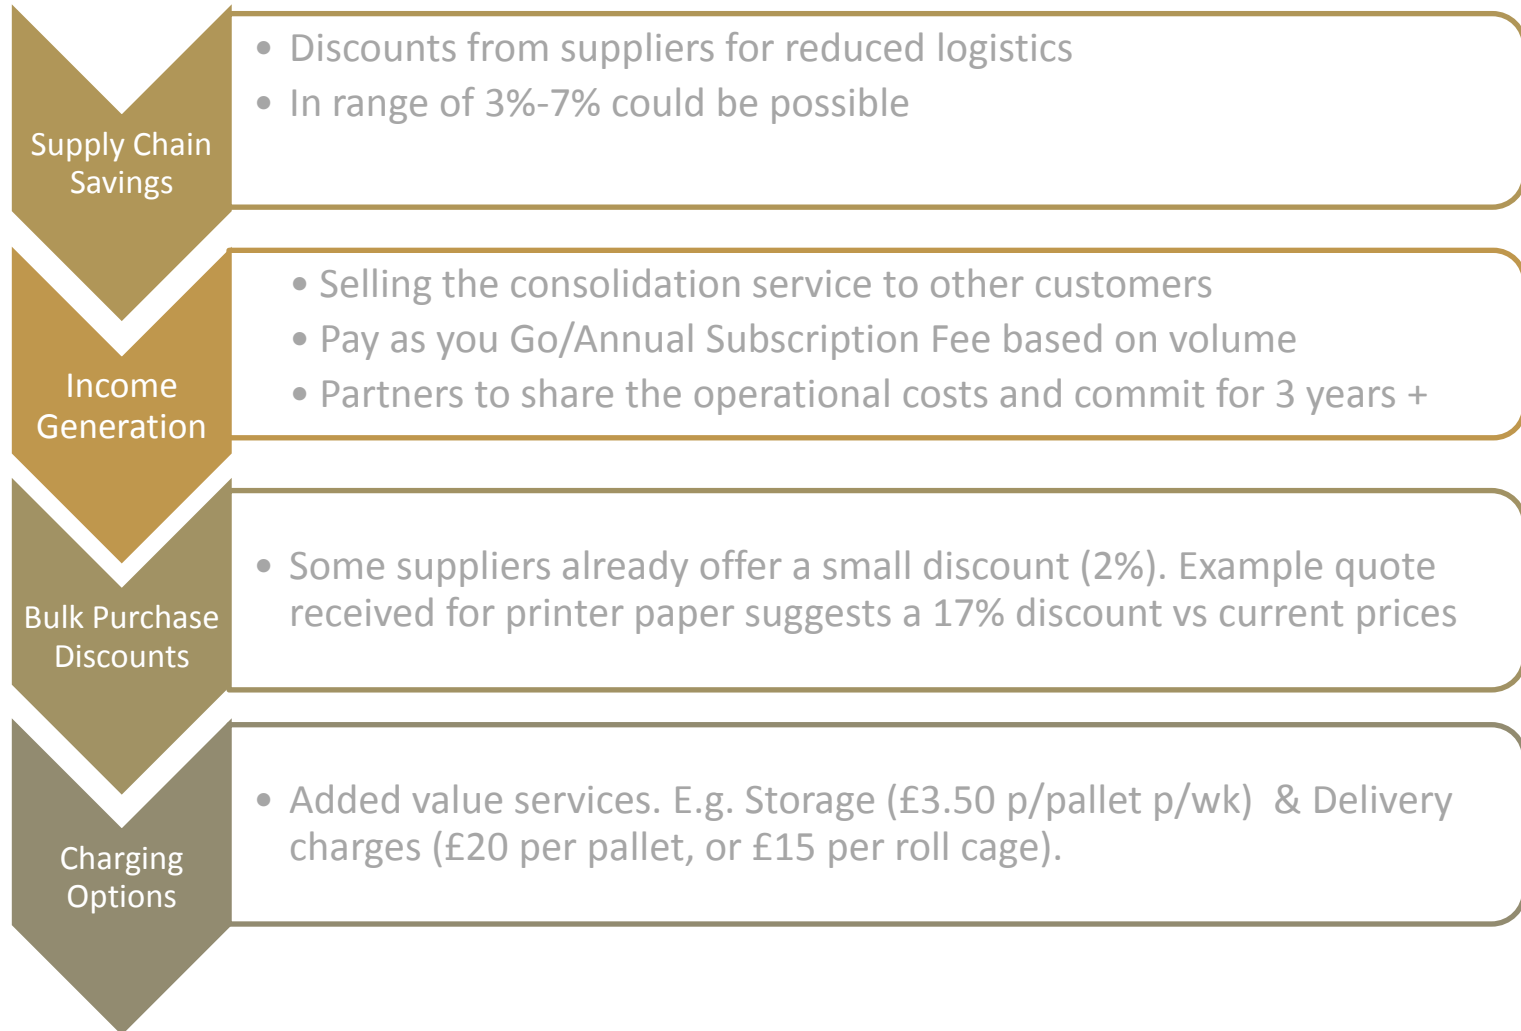 Supply Chain
Savings
• Discounts from suppliers for reduced logistics
• In range of 3%-7% could be possible
Income
Generation
• Selling the consolidation service to other customers
• Pay as you Go/Annual Subscription Fee based on volume
• Partners to share the operational costs and commit for 3 years +
Bulk Purchase
Discounts
• Some suppliers already offer a small discount (2%). Example quote
received for printer paper suggests a 17% discount vs current prices
Charging
Options
• Added value services. E.g. Storage (£3.50 p/pallet p/wk)  & Delivery
charges (£20 per pallet, or £15 per roll cage).